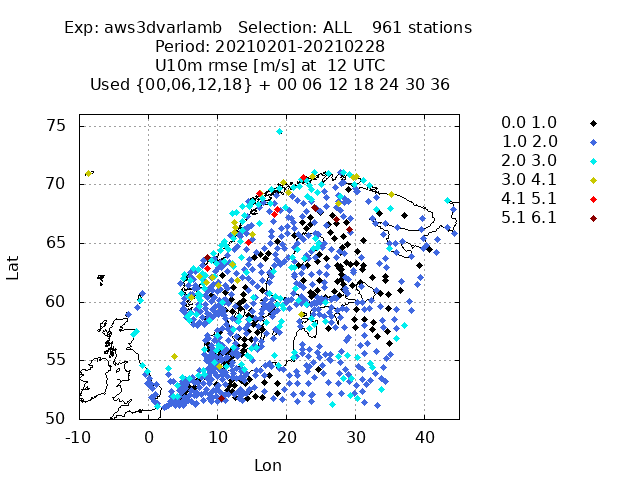 Exp: aws3dvarlamb   Selection: ALL    961 stations
Period: 20210201-20210228
U10m rmse [m/s] at  12 UTC
Used {00,06,12,18} + 00 06 12 18 24 30 36
75
70
65
60
55
50
Lat
-10 0 10 20 30 40
Lon
0.0 1.0
1.0 2.0
2.0 3.0
3.0 4.1
4.1 5.1
5.1 6.1